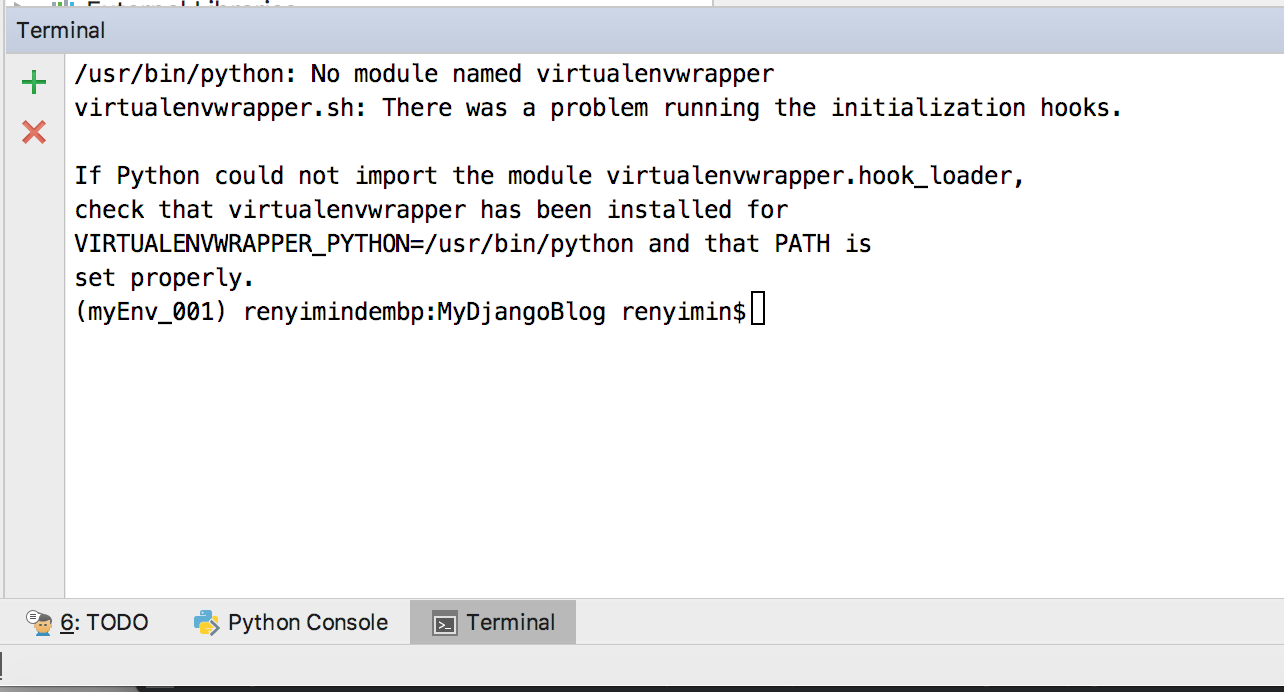 Terminal
/usr/bin/python: No module named virtualenvwrapper
virtualenvwrapper.sh: There was a problem running the initialization hooks.
If Python could not import the module virtualenvwrapper.hook_loader,
check that virtualenvwrapper has been installed for
VIRTUALENVWRAPPER_PYTHON=/usr/bin/python and that PATH is
set properly.
(myEnv_001) renyimindembp:MyDjangoBlog renyimin$
6: TODO Python Console Terminal